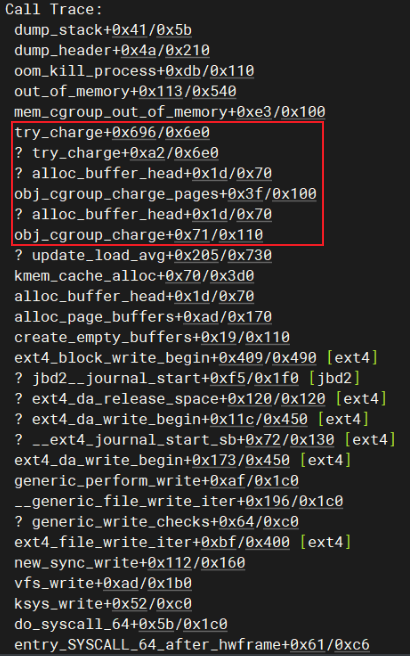 Call Trace:
dump_stack+0x41/0x5b
dump_header+0x4a/0x210
oom_kill_process+0xdb/0x110
out_of_memory+0x113/0x540
mem_cgroup_out_of_memory+0xe3/0x100
try_charge+0x696/0x6e0
? try_charge+0xa2/0x6e0
? alloc_buffer_head+0x1d/0x70
obj_cgroup_charge_pages+0x3f/0x100
? alloc_buffer_head+0x1d/0x70
obj_cgroup_charge+0x71/0x110
? update_load_avg+0x205/0x730
kmem_cache_alloc+0x70/0x3d0
alloc_buffer_head+0x1d/0x70
alloc_page_buffers+0xad/0x170
create_empty_buffers+0x19/0x110
ext4_block_write_begin+0x409/0x490 [ext4]
? jbd2__journal_start+0xf5/0x1f0 [jbd2]
? ext4_da_release_space+0x120/0x120 [ext4]
? ext4_da_write_begin+0x11c/0x450 [ext4]
? __ext4_journal_start_sb+0x72/0x130 [ext4]
ext4_da_write_begin+0x173/0x450 [ext4]
generic_perform_write+0xaf/0x1c0
__generic_file_write_iter+0x196/0x1c0
? generic_write_checks+0x64/0xc0
ext4_file_write_iter+0xbf/0x400 [ext4]
new_sync_write+0x112/0x160
vfs_write+0xad/0x1b0
ksys_write+0x52/0xc0
do_syscall_64+0x5b/0x1c0
entry_SYSCALL_64_after_hwframe+0x61/0xc6